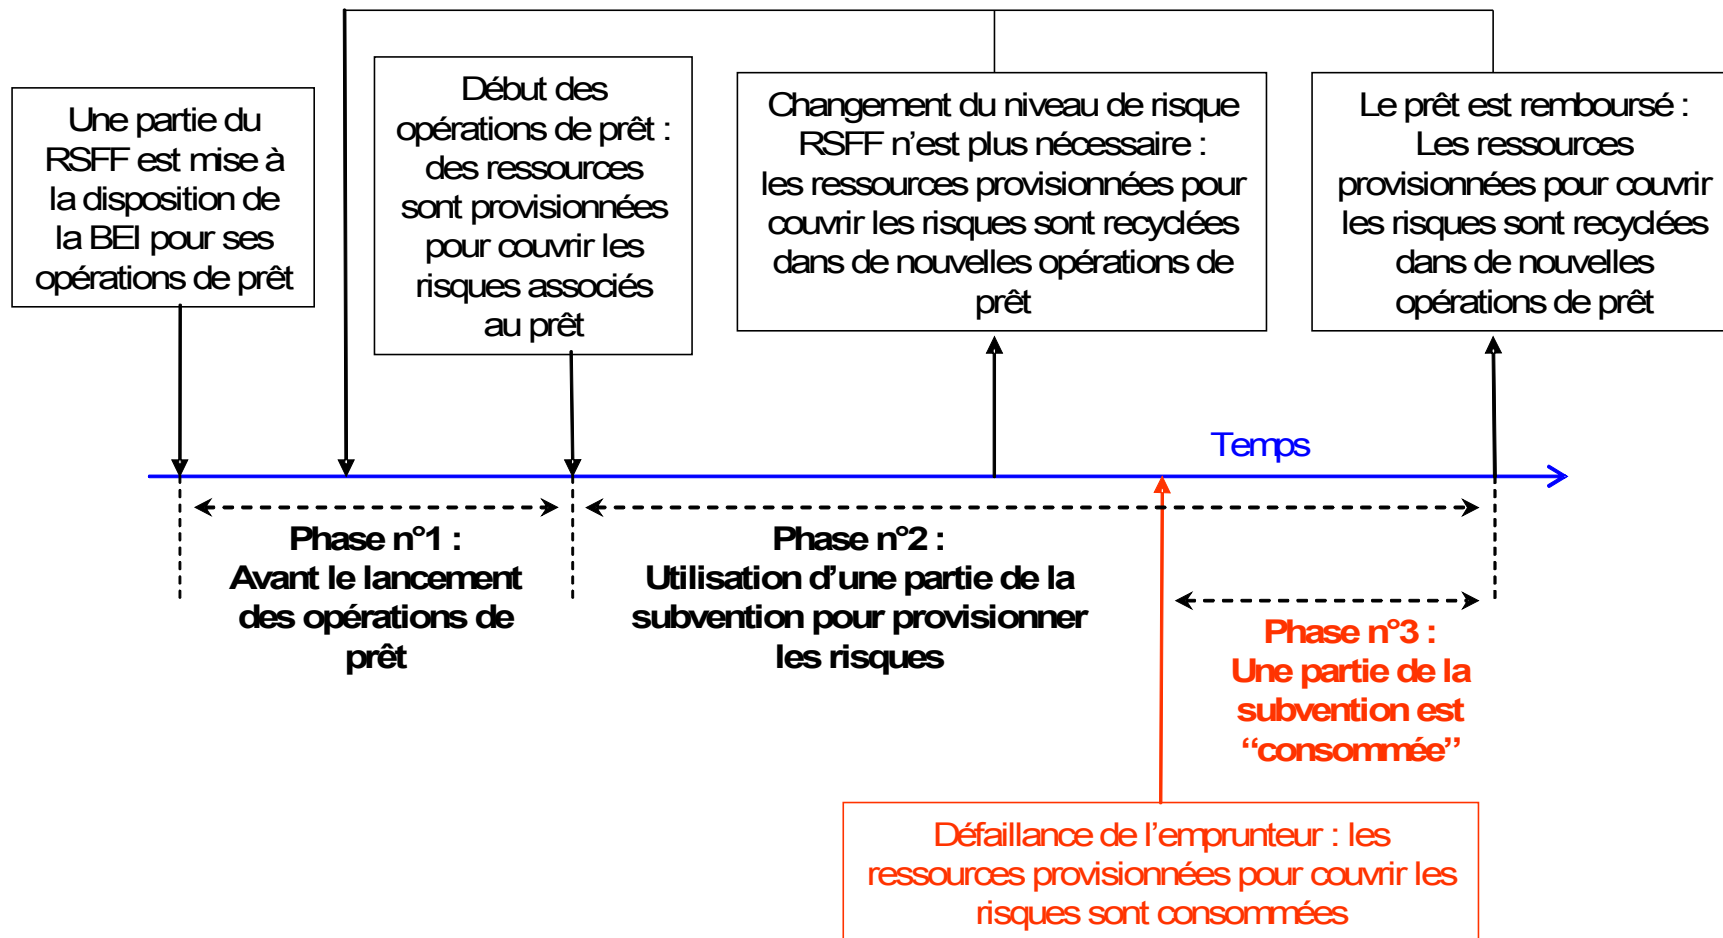 Une partie du
RSFF est mise à
la disposition de
la BEI pour ses
opérations de prêt
Début des
opérations de prêt :
des ressources
sont provisionnées
pour couvrir les
risques associés
au prêt
Changement du niveau de risque
RSFF n’est plus nécessaire :
les ressources provisionnées pour
couvrir les risques sont recyclées
dans de nouvelles opérations de
prêt
Le prêt est remboursé :
Les ressources
provisionnées pour couvrir
les risques sont recyclées
dans de nouvelles
opérations de prêt
Temps
Phase n°1 :
Avant le lancement
des opérations de
prêt
Phase n°2 :
Utilisation d’une partie de la
subvention pour provisionner
les risques
Phase n°3 :
Une partie de la
subvention est
“consommée”
Défaillance de l’emprunteur : les
ressources provisionnées pour couvrir les
risques sont consommées